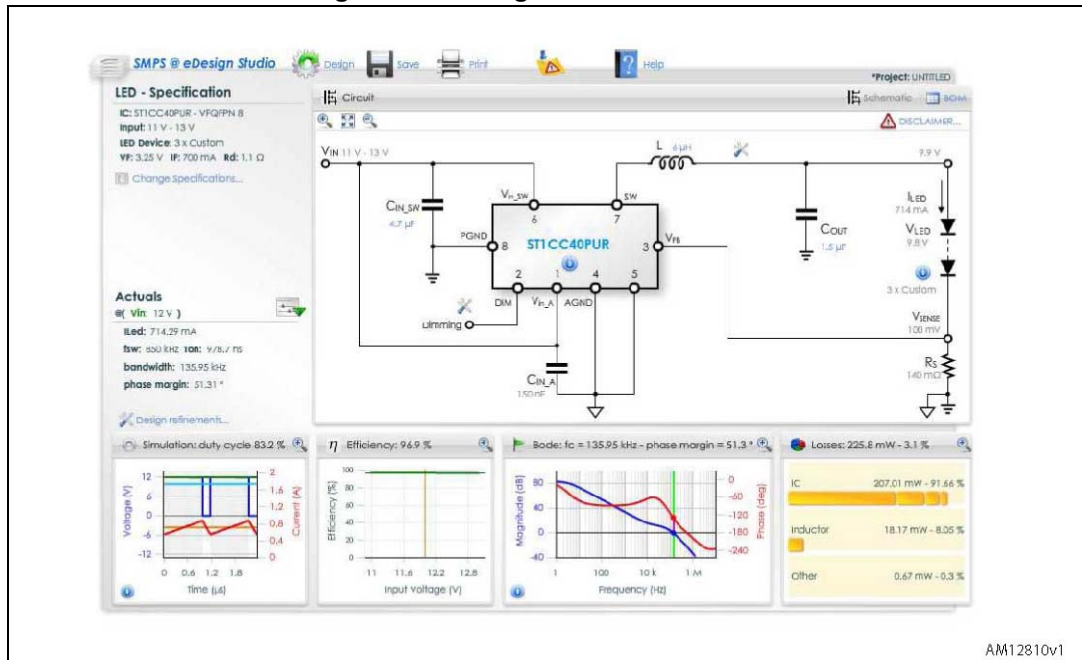 SMPS @ eDesign Studio Design Save Print Help
*Project: UNTITLED
LED - Specification
IC: ST1CC40PUR - VFQFPN 8
Input: 11 V - 13 V
LED Device: 3 x Custom
VF: 3.25 V IF: 700 mA Rd: 1.1 Ω
Change Specifications...
Actuals
@( Vin: 12 V )
ILed: 714.29 mA
fsw: 850 kHz Ton: 978.7 ns
bandwidth: 135.95 kHz
phase margin: 51.31 °
Design refinements...
Circuit
Schematic BOM
DISCLAIMER...
VIN 11 V - 13 V
L 6 µH
9.9 V
CIN_SW
4.7 µF
Vin_SW
6
SW
7
PGND
8
ST1CC40PUR
3
VFB
2
1
4
5
DIM
Vin_A
AGND
Dimming
CIN_A
150 nF
COUT
1.5 µF
ILED
714 mA
VLED
9.8 V
3 x Custom
VSENSE
100 mV
RS
140 mΩ
Simulation: duty cycle 83.2 %
Voltage (V)
12
6
0
-6
-12
2
1.6
1.2
0.8
0.4
0
Current (A)
0 0.6 1.2 1.8
Time (µs)
η Efficiency: 96.9 %
Efficiency (%)
100
80
60
40
20
0
11 11.6 12.2 12.8
Input Voltage (V)
Bode: fc = 135.95 kHz - phase margin = 51.3 °
Magnitude (dB)
80
40
0
-40
0
-60
-120
-180
-240
Phase (deg)
1 100 10 k 1 M
Frequency (Hz)
Losses: 225.8 mW - 3.1 %
IC 207.01 mW - 91.66 %
Inductor 18.17 mW - 8.05 %
Other 0.67 mW - 0.3 %
AM12810v1